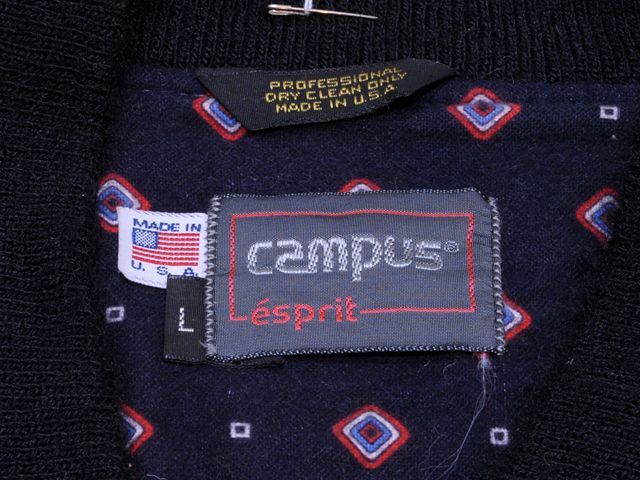 PROFESSIONAL
DRY CLEAN ONLY
MADE IN U.S.A.
MADE IN
U. S. A.
L
campus®
ésprit